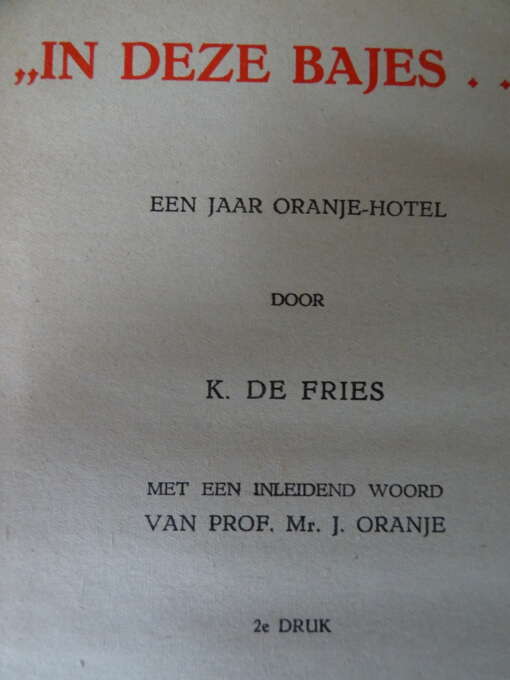 „IN DEZE BAJES . .
EEN JAAR ORANJE-HOTEL
DOOR
K. DE FRIES
MET EEN INLEIDEND WOORD
VAN PROF. Mr. J. ORANJE
2e DRUK